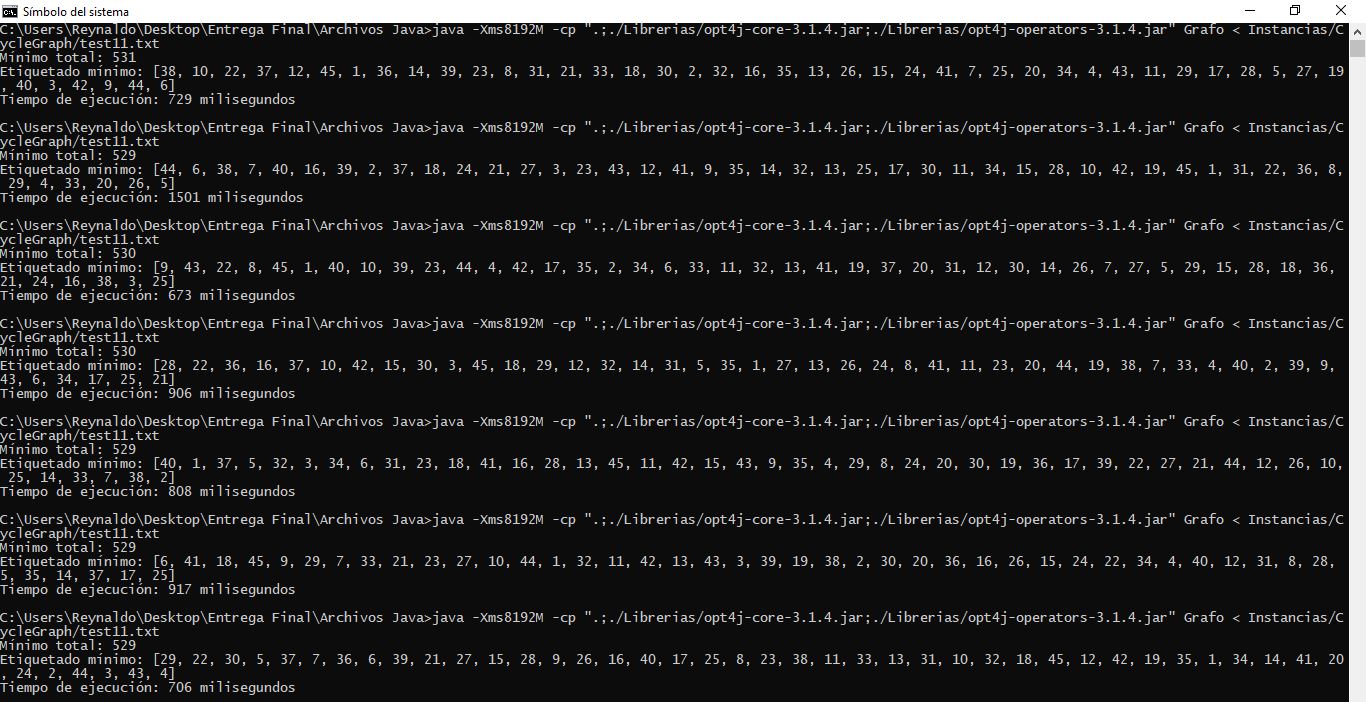 Símbolo del sistema
C:\Users\Reynaldo\Desktop\Entrega Final\Archivos Java>java -Xms8192M -cp ".;./Librerias/opt4j-core-3.1.4.jar;./Librerias/opt4j-operators-3.1.4.jar" Grafo < Instancias/C
ycleGraph/test11.txt
Mínimo total: 531
Etiquetado mínimo: [38, 10, 22, 37, 12, 45, 1, 36, 14, 39, 23, 8, 31, 21, 33, 18, 30, 2, 32, 16, 35, 13, 26, 15, 24, 41, 7, 25, 20, 34, 4, 43, 11, 29, 17, 28, 5, 27, 19
, 40, 3, 42, 9, 44, 6]
Tiempo de ejecución: 729 milisegundos
C:\Users\Reynaldo\Desktop\Entrega Final\Archivos Java>java -Xms8192M -cp ".;./Librerias/opt4j-core-3.1.4.jar;./Librerias/opt4j-operators-3.1.4.jar" Grafo < Instancias/C
ycleGraph/test11.txt
Mínimo total: 529
Etiquetado mínimo: [44, 6, 38, 7, 40, 16, 39, 2, 37, 18, 24, 21, 27, 3, 23, 43, 12, 41, 9, 35, 14, 32, 13, 25, 17, 30, 11, 34, 15, 28, 10, 42, 19, 45, 1, 31, 22, 36, 8,
 29, 4, 33, 20, 26, 5]
Tiempo de ejecución: 1501 milisegundos
C:\Users\Reynaldo\Desktop\Entrega Final\Archivos Java>java -Xms8192M -cp ".;./Librerias/opt4j-core-3.1.4.jar;./Librerias/opt4j-operators-3.1.4.jar" Grafo < Instancias/C
ycleGraph/test11.txt
Mínimo total: 530
Etiquetado mínimo: [9, 43, 22, 8, 45, 1, 40, 10, 39, 23, 44, 4, 42, 17, 35, 2, 34, 6, 33, 11, 32, 13, 41, 19, 37, 20, 31, 12, 30, 14, 26, 7, 27, 5, 29, 15, 28, 18, 36,
21, 24, 16, 38, 3, 25]
Tiempo de ejecución: 673 milisegundos
C:\Users\Reynaldo\Desktop\Entrega Final\Archivos Java>java -Xms8192M -cp ".;./Librerias/opt4j-core-3.1.4.jar;./Librerias/opt4j-operators-3.1.4.jar" Grafo < Instancias/C
ycleGraph/test11.txt
Mínimo total: 530
Etiquetado mínimo: [28, 22, 36, 16, 37, 10, 42, 15, 30, 3, 45, 18, 29, 12, 32, 14, 31, 5, 35, 1, 27, 13, 26, 24, 8, 41, 11, 23, 20, 44, 19, 38, 7, 33, 4, 40, 2, 39, 9,
43, 6, 34, 17, 25, 21]
Tiempo de ejecución: 906 milisegundos
C:\Users\Reynaldo\Desktop\Entrega Final\Archivos Java>java -Xms8192M -cp ".;./Librerias/opt4j-core-3.1.4.jar;./Librerias/opt4j-operators-3.1.4.jar" Grafo < Instancias/C
ycleGraph/test11.txt
Mínimo total: 529
Etiquetado mínimo: [40, 1, 37, 5, 32, 3, 34, 6, 31, 23, 18, 41, 16, 28, 13, 45, 11, 42, 15, 43, 9, 35, 4, 29, 8, 24, 20, 30, 19, 36, 17, 39, 22, 27, 21, 44, 12, 26, 10,
 25, 14, 33, 7, 38, 2]
Tiempo de ejecución: 808 milisegundos
C:\Users\Reynaldo\Desktop\Entrega Final\Archivos Java>java -Xms8192M -cp ".;./Librerias/opt4j-core-3.1.4.jar;./Librerias/opt4j-operators-3.1.4.jar" Grafo < Instancias/C
ycleGraph/test11.txt
Mínimo total: 529
Etiquetado mínimo: [6, 41, 18, 45, 9, 29, 7, 33, 21, 23, 27, 10, 44, 1, 32, 11, 42, 13, 43, 3, 39, 19, 38, 2, 30, 20, 36, 16, 26, 15, 24, 22, 34, 4, 40, 12, 31, 8, 28,
5, 35, 14, 37, 17, 25]
Tiempo de ejecución: 917 milisegundos
C:\Users\Reynaldo\Desktop\Entrega Final\Archivos Java>java -Xms8192M -cp ".;./Librerias/opt4j-core-3.1.4.jar;./Librerias/opt4j-operators-3.1.4.jar" Grafo < Instancias/C
ycleGraph/test11.txt
Mínimo total: 529
Etiquetado mínimo: [29, 22, 30, 5, 37, 7, 36, 6, 39, 21, 27, 15, 28, 9, 26, 16, 40, 17, 25, 8, 23, 38, 11, 33, 13, 31, 10, 32, 18, 45, 12, 42, 19, 35, 1, 34, 14, 41, 20
, 24, 2, 44, 3, 43, 4]
Tiempo de ejecución: 706 milisegundos